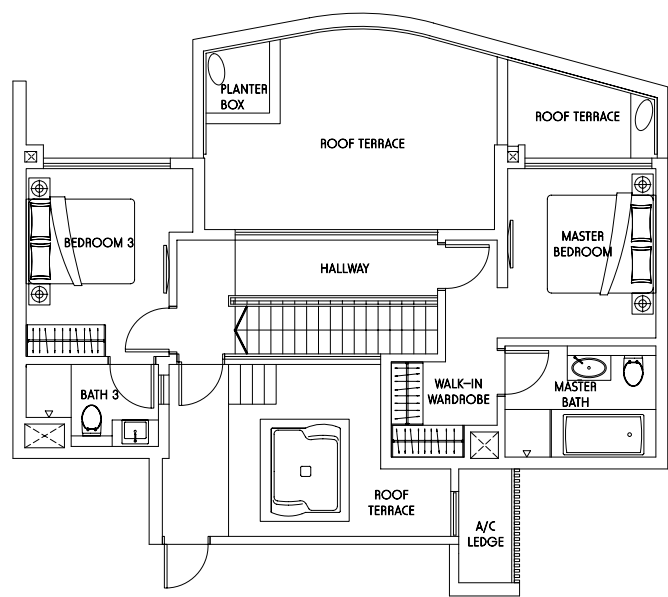 PLANTER
BOX
ROOF TERRACE
ROOF TERRACE
BEDROOM 3
MASTER
BEDROOM
HALLWAY
BATH 3
WALK-IN
WARDROBE
MASTER
BATH
ROOF
TERRACE
A/C
LEDGE